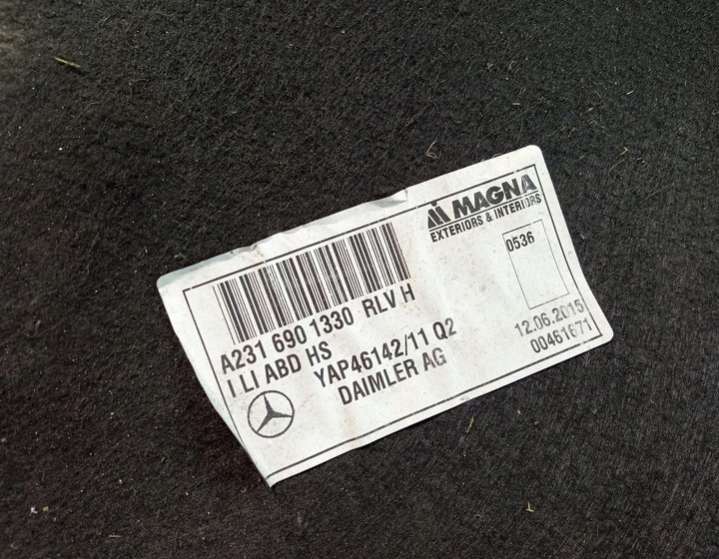 MAGNA
EXTERIORS & INTERIORS
0536
A231 690 1330 RLV H
I LI ABD HS
YAP46142/11 Q2
DAIMLER AG
12.06.2015
00461671